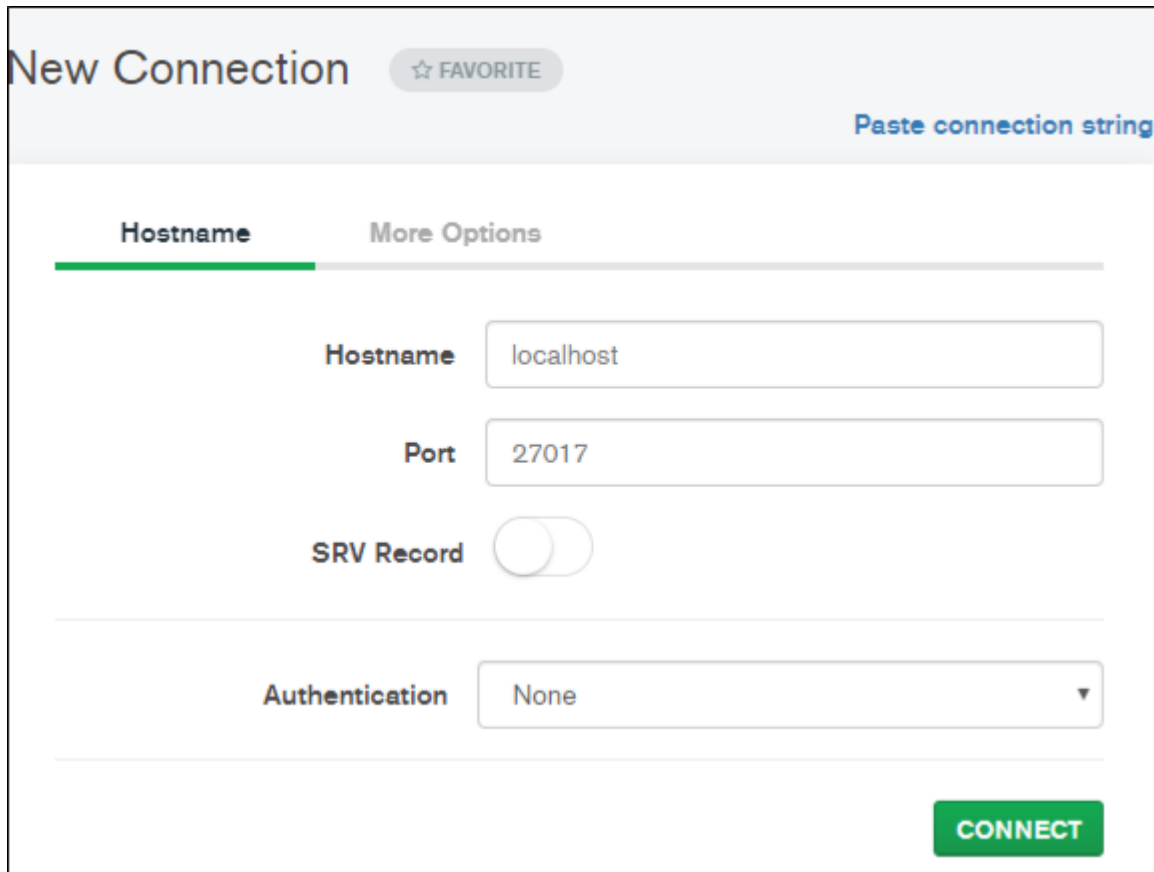 New Connection ☆ FAVORITE
Paste connection string
Hostname More Options
Hostname localhost
Port 27017
SRV Record
Authentication None
CONNECT